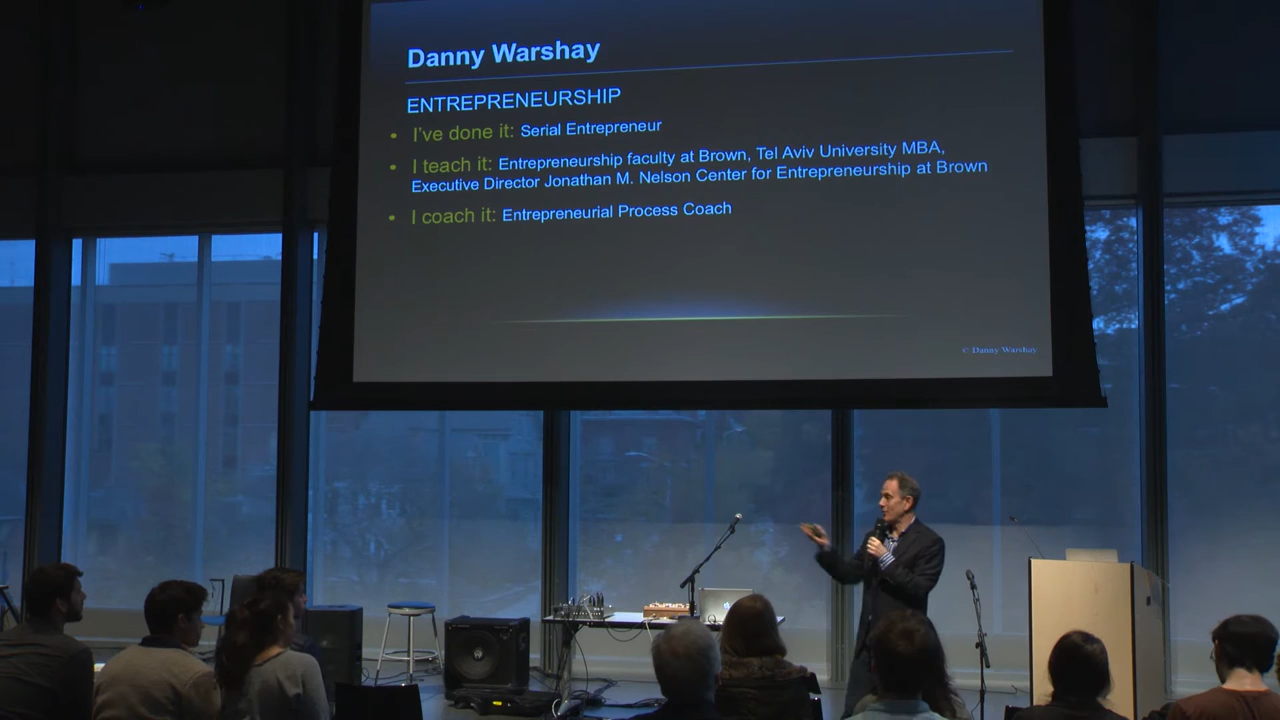 Danny Warshay
ENTREPRENEURSHIP
• I've done it: Serial Entrepreneur
• I teach it: Entrepreneurship faculty at Brown, Tel Aviv University MBA,
Executive Director Jonathan M. Nelson Center for Entrepreneurship at Brown
• I coach it: Entrepreneurial Process Coach
© Danny Warshay